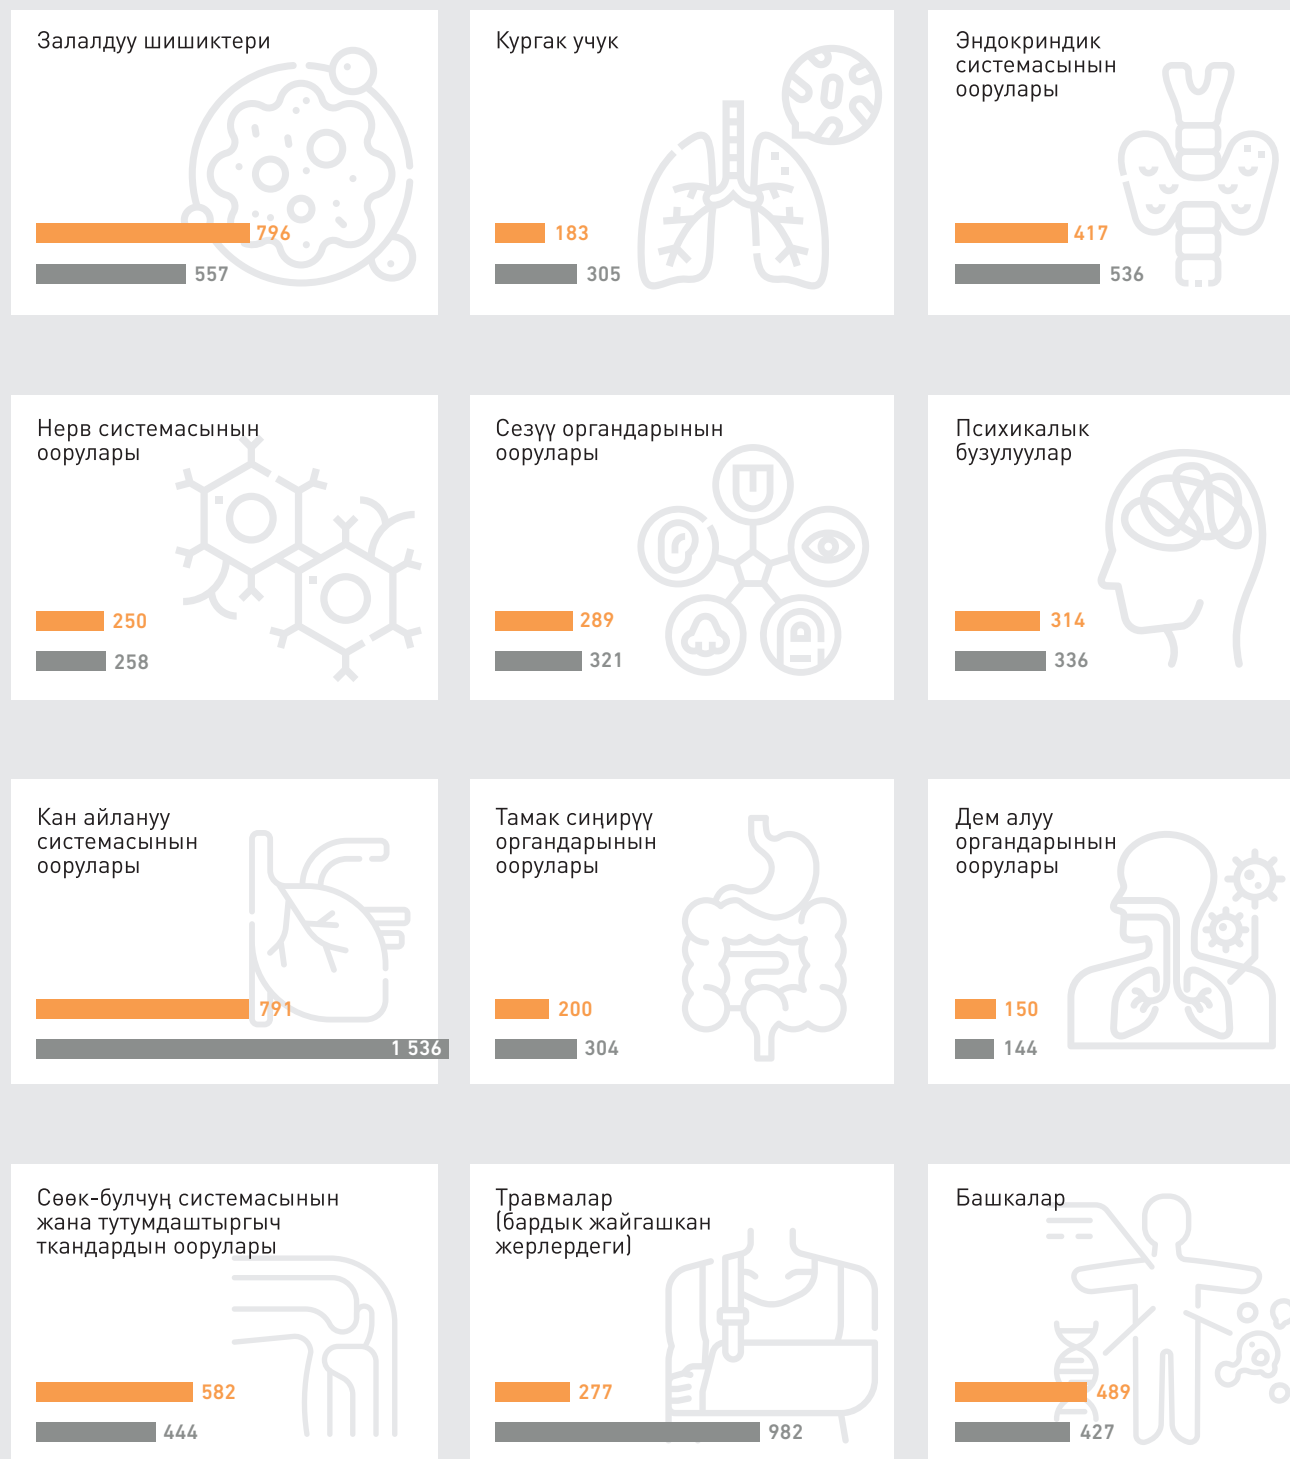 Залалдуу шишиктери
796
557
Кургак учук
183
305
Эндокриндик
системасынын
оорулары
417
536
Нерв системасынын
оорулары
250
258
Сезүү органдарынын
оорулары
289
321
Психикалык
бузулуулар
314
336
Кан айлануу
системасынын
оорулары
791
1 536
Тамак сиңирүү
органдарынын
оорулары
200
304
Дем алуу
органдарынын
оорулары
150
144
Сөөк-булчуң системасынын
жана тутумдаштыргыч
ткандардын оорулары
582
444
Травмалар
(бардык жайгашкан
жерлердеги)
277
982
Башкалар
489
427